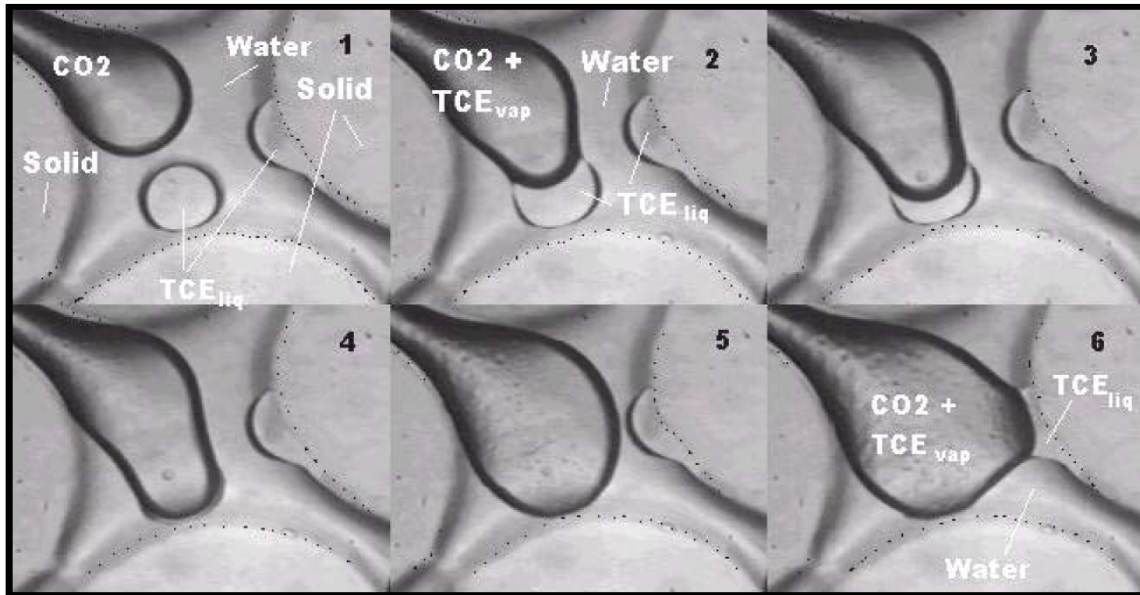 1
Water
CO2
Solid
Solid
TCEliq
2
CO2 +
TCEvap
Water
TCEliq
3
4
5
6
TCEliq
CO2 +
TCEvap
Water